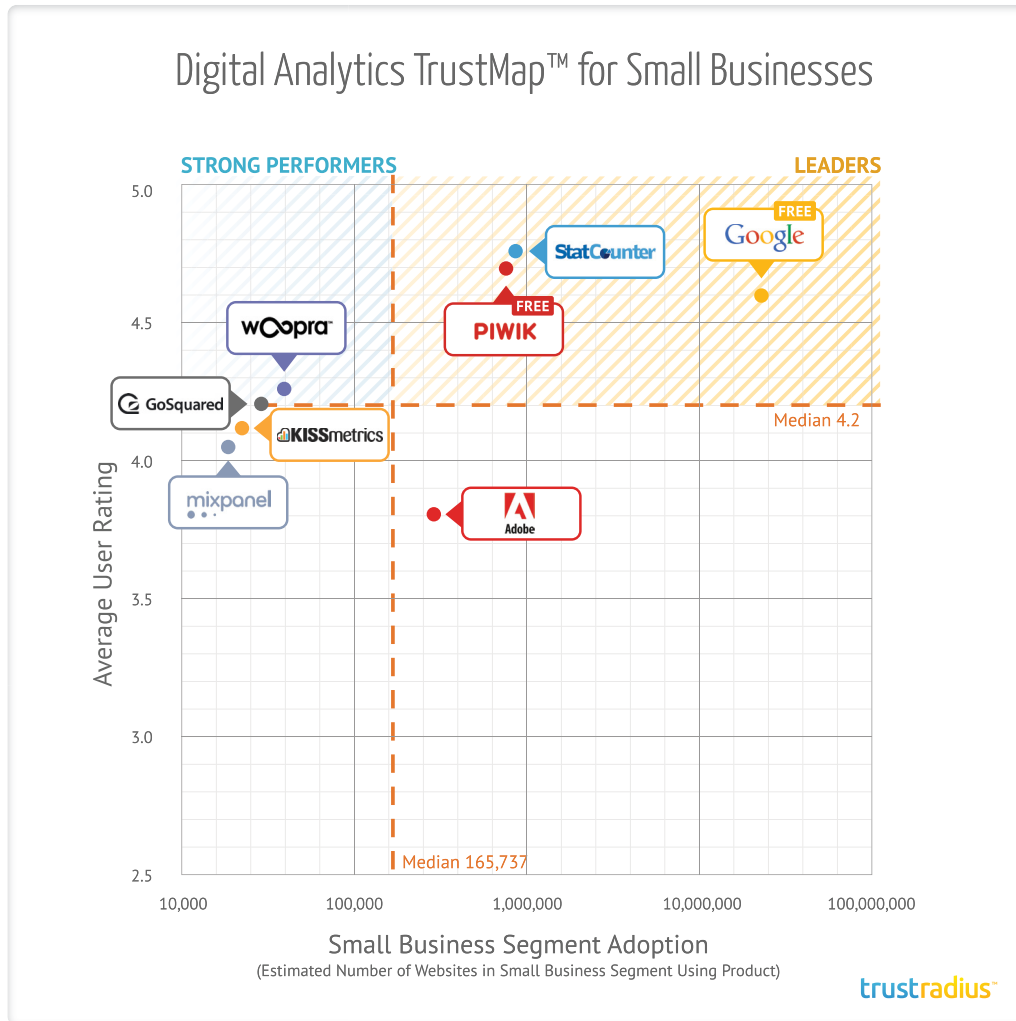 Digital Analytics TrustMap™ for Small Businesses
STRONG PERFORMERS
LEADERS
5.0
FREE
Google
StatCounter
FREE
PIWIK
4.5
wOopra™
GoSquared
Median 4.2
KISSmetrics
4.0
mixpanel
Adobe
Average User Rating
3.5
3.0
Median 165,737
2.5
10,000
100,000
1,000,000
10,000,000
100,000,000
Small Business Segment Adoption
(Estimated Number of Websites in Small Business Segment Using Product)
trustradius™